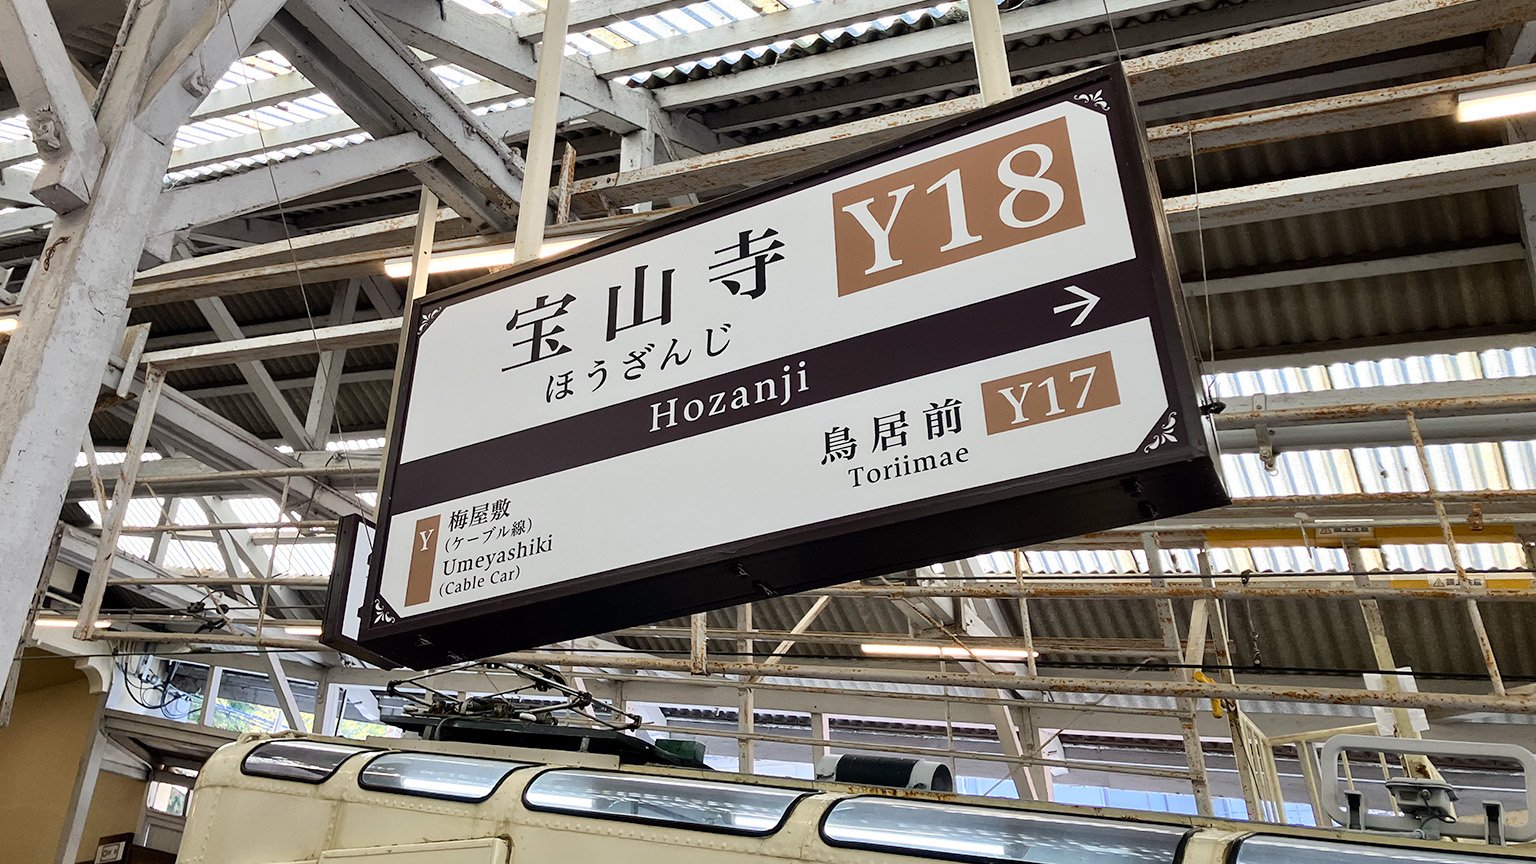 宝山寺 Y18
ほうざんじ
Hozanji →
鳥居前 Y17
Toriimae
Y 梅屋敷
(ケーブル線)
Umeyashiki
(Cable Car)